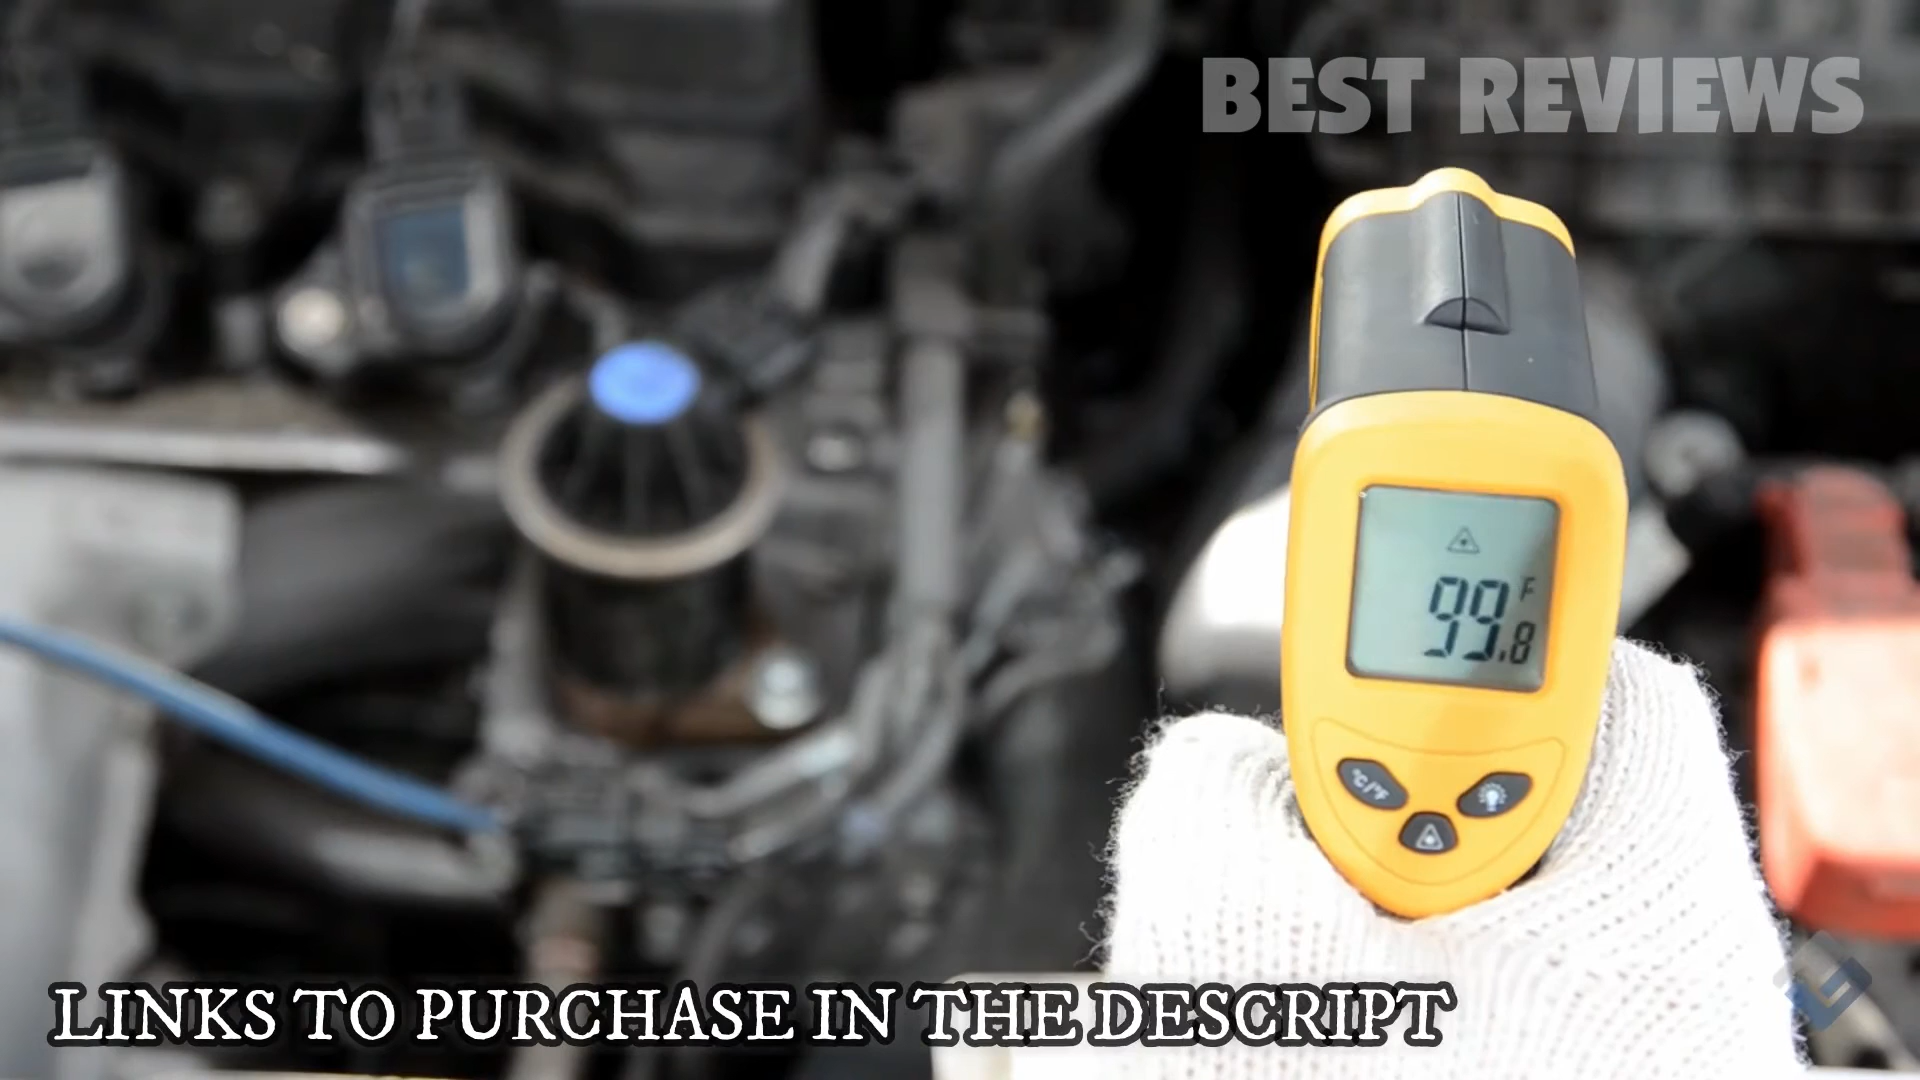 BEST REVIEWS
F
99.8
°C/°F
LINKS TO PURCHASE IN THE DESCRIPT